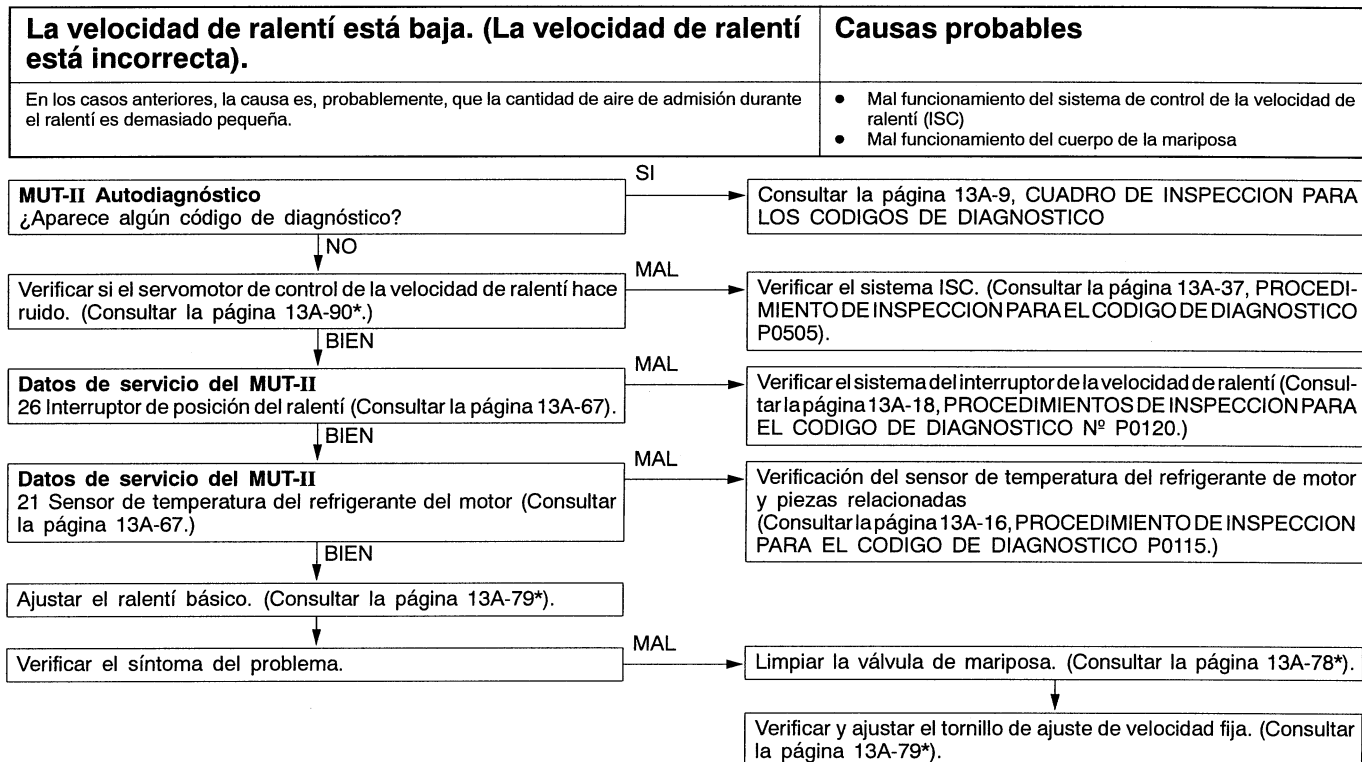 La velocidad de ralentí está baja. (La velocidad de ralentí
está incorrecta).
Causas probables
En los casos anteriores, la causa es, probablemente, que la cantidad de aire de admisión durante
el ralentí es demasiado pequeña.
● Mal funcionamiento del sistema de control de la velocidad de
ralentí (ISC)
● Mal funcionamiento del cuerpo de la mariposa
MUT-II Autodiagnóstico
¿Aparece algún código de diagnóstico?
SI
Consultar la página 13A-9, CUADRO DE INSPECCION PARA
LOS CODIGOS DE DIAGNOSTICO
NO
Verificar si el servomotor de control de la velocidad de ralentí hace
ruido. (Consultar la página 13A-90*.)
MAL
Verificar el sistema ISC. (Consultar la página 13A-37, PROCEDI-
MIENTO DE INSPECCION PARA EL CODIGO DE DIAGNOSTICO
P0505).
BIEN
Datos de servicio del MUT-II
26 Interruptor de posición del ralentí (Consultar la página 13A-67).
MAL
Verificar el sistema del interruptor de la velocidad de ralentí (Consul-
tar la página 13A-18, PROCEDIMIENTOS DE INSPECCION PARA
EL CODIGO DE DIAGNOSTICO Nº P0120.)
BIEN
Datos de servicio del MUT-II
21 Sensor de temperatura del refrigerante del motor (Consultar
la página 13A-67.)
MAL
Verificación del sensor de temperatura del refrigerante de motor
y piezas relacionadas
(Consultar la página 13A-16, PROCEDIMIENTO DE INSPECCION
PARA EL CODIGO DE DIAGNOSTICO P0115.)
BIEN
Ajustar el ralentí básico. (Consultar la página 13A-79*).
Verificar el síntoma del problema.
MAL
Limpiar la válvula de mariposa. (Consultar la página 13A-78*).
Verificar y ajustar el tornillo de ajuste de velocidad fija. (Consultar
la página 13A-79*).